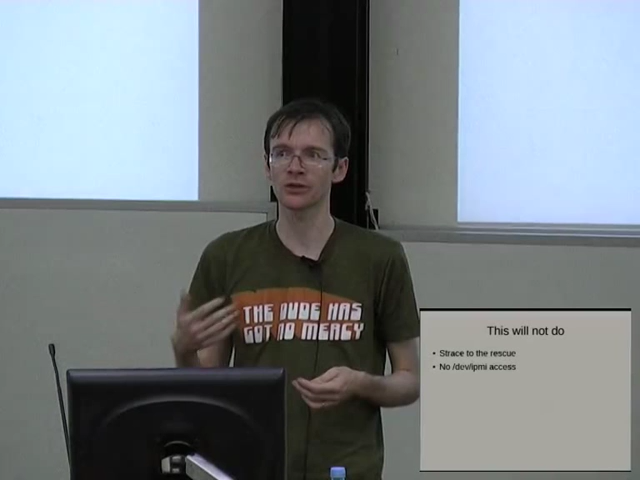 THE DUDE HAS
GOT NO MERCY
This will not do
• Strace to the rescue
• No /dev/ipmi access